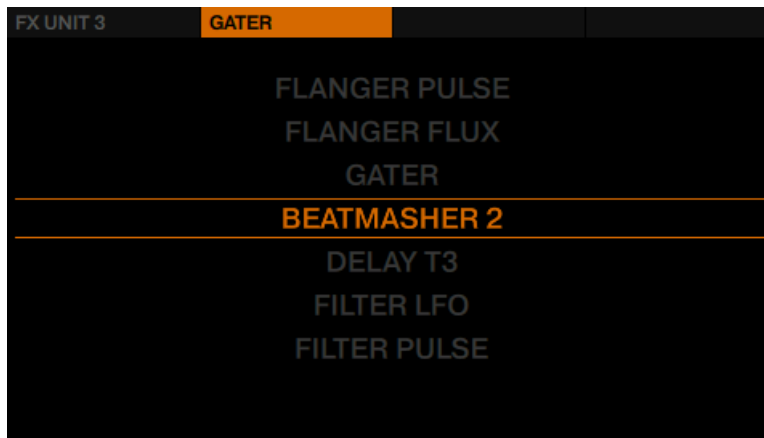 FX UNIT 3 GATER
FLANGER PULSE
FLANGER FLUX
GATER
BEATMASHER 2
DELAY T3
FILTER LFO
FILTER PULSE